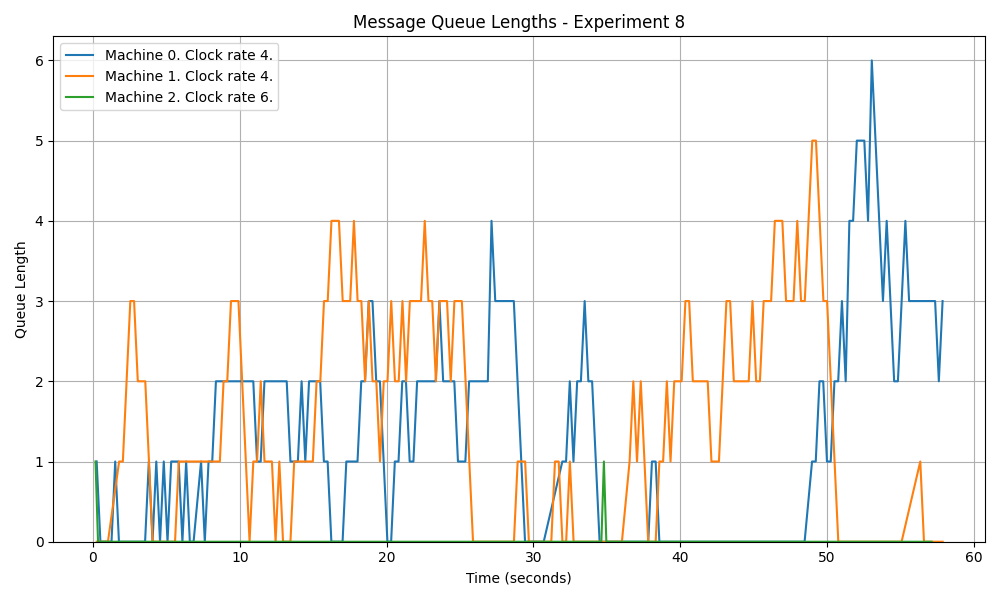 Message Queue Lengths - Experiment 8
Machine 0. Clock rate 4.
Machine 1. Clock rate 4.
Machine 2. Clock rate 6.
Queue Length
6
5
4
3
2
1
0
0 10 20 30 40 50 60
Time (seconds)